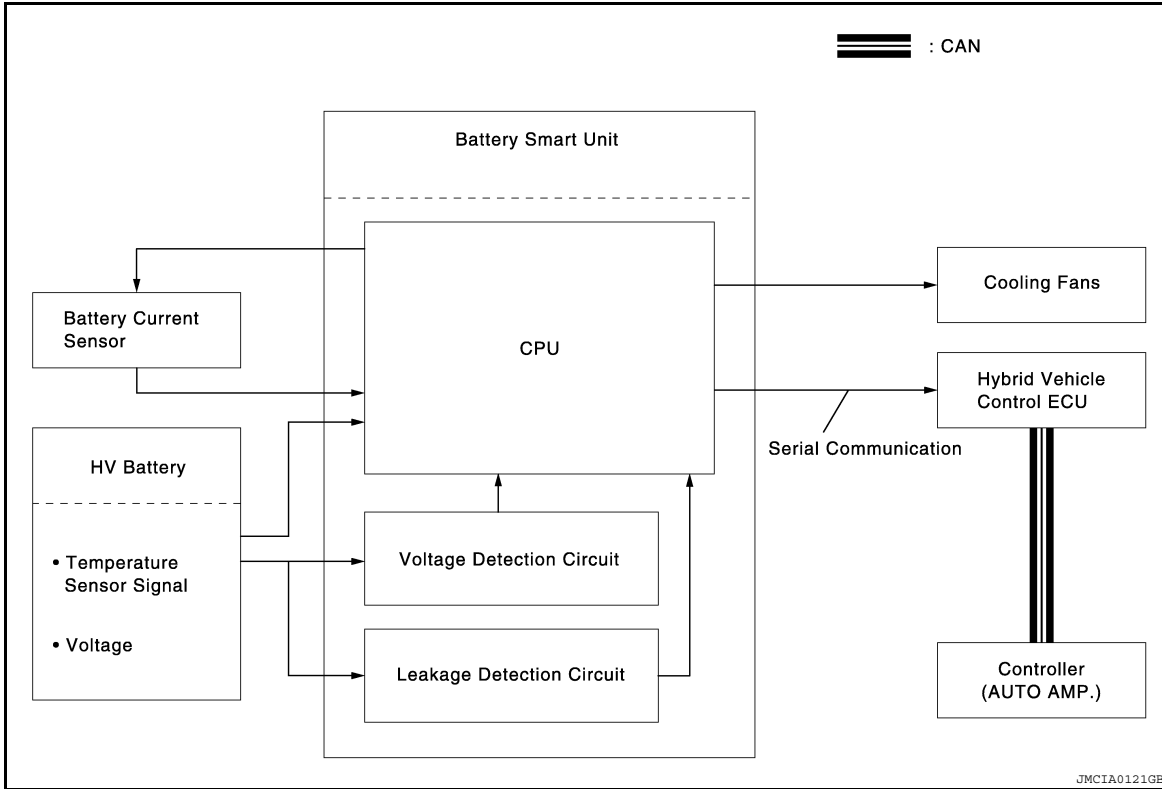 : CAN
Battery Smart Unit
CPU
Battery Current
Sensor
HV Battery
• Temperature
Sensor Signal
• Voltage
Voltage Detection Circuit
Leakage Detection Circuit
Cooling Fans
Hybrid Vehicle
Control ECU
Serial Communication
Controller
(AUTO AMP.)
JMCIA0121GB